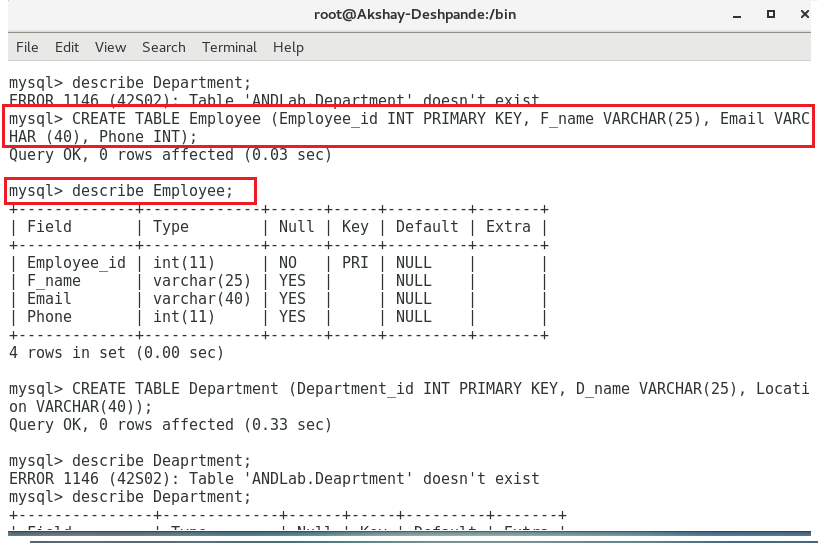 root@Akshay-Deshpande:/bin
File Edit View Search Terminal Help
mysql> describe Department;
ERROR 1146 (42S02): Table 'ANDLab.Department' doesn't exist
mysql> CREATE TABLE Employee (Employee_id INT PRIMARY KEY, F_name VARCHAR(25), Email VARC
HAR (40), Phone INT);
Query OK, 0 rows affected (0.03 sec)
mysql> describe Employee;
+-------------+-------------+------+-----+---------+-------+
| Field       | Type        | Null | Key | Default | Extra |
+-------------+-------------+------+-----+---------+-------+
| Employee_id | int(11)     | NO   | PRI | NULL    |       |
| F_name      | varchar(25) | YES  |     | NULL    |       |
| Email       | varchar(40) | YES  |     | NULL    |       |
| Phone       | int(11)     | YES  |     | NULL    |       |
+-------------+-------------+------+-----+---------+-------+
4 rows in set (0.00 sec)
mysql> CREATE TABLE Department (Department_id INT PRIMARY KEY, D_name VARCHAR(25), Locati
on VARCHAR(40));
Query OK, 0 rows affected (0.33 sec)
mysql> describe Deaprtment;
ERROR 1146 (42S02): Table 'ANDLab.Deaprtment' doesn't exist
mysql> describe Department;
+---------------+-------------+------+-----+---------+-------+
| Field         | Type        | Null | Key | Default | Extra |